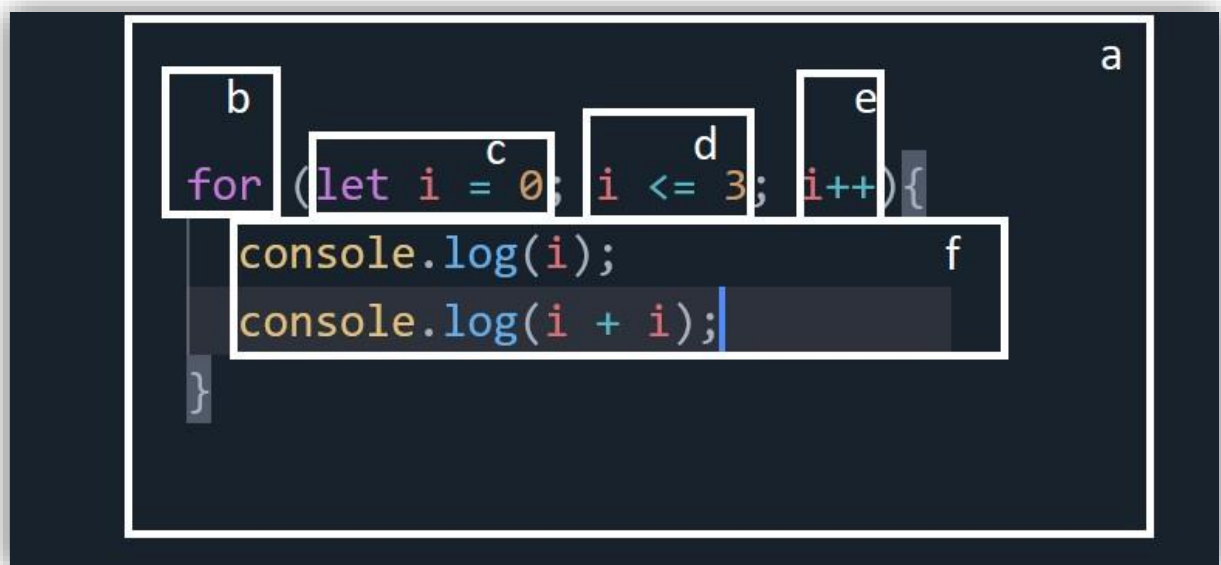 a
b
e
c
d
for (let i = 0; i <= 3; i++){
console.log(i);
f
console.log(i + i);
}